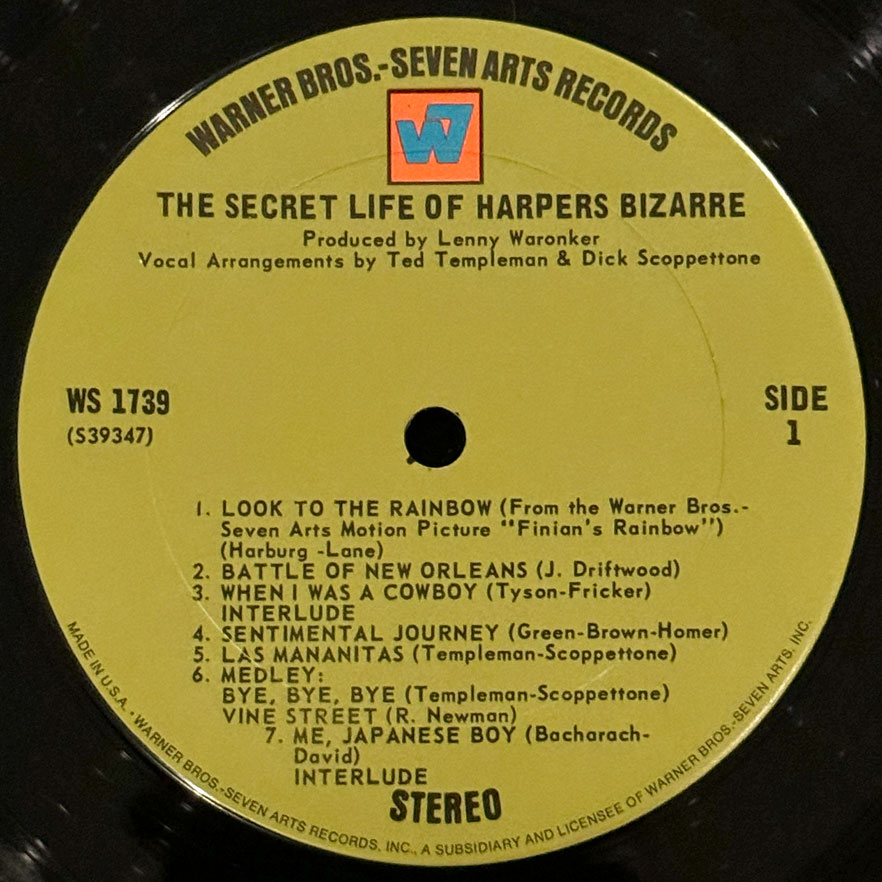 WARNER BROS.-SEVEN ARTS RECORDS
W7
THE SECRET LIFE OF HARPERS BIZARRE
Produced by Lenny Waronker
Vocal Arrangements by Ted Templeman & Dick Scoppettone
WS 1739
(S39347)
SIDE
1
1. LOOK TO THE RAINBOW (From the Warner Bros.-
Seven Arts Motion Picture "Finian's Rainbow")
(Harburg -Lane)
2. BATTLE OF NEW ORLEANS (J. Driftwood)
3. WHEN I WAS A COWBOY (Tyson-Fricker)
INTERLUDE
4. SENTIMENTAL JOURNEY (Green-Brown-Homer)
5. LAS MANANITAS (Templeman-Scoppettone)
6. MEDLEY:
BYE, BYE, BYE (Templeman-Scoppettone)
VINE STREET (R. Newman)
7. ME, JAPANESE BOY (Bacharach-
David)
INTERLUDE
STEREO
MADE IN U.S.A. • WARNER BROS.-SEVEN ARTS RECORDS, INC., A SUBSIDIARY AND LICENSEE OF WARNER BROS.-SEVEN ARTS, INC.